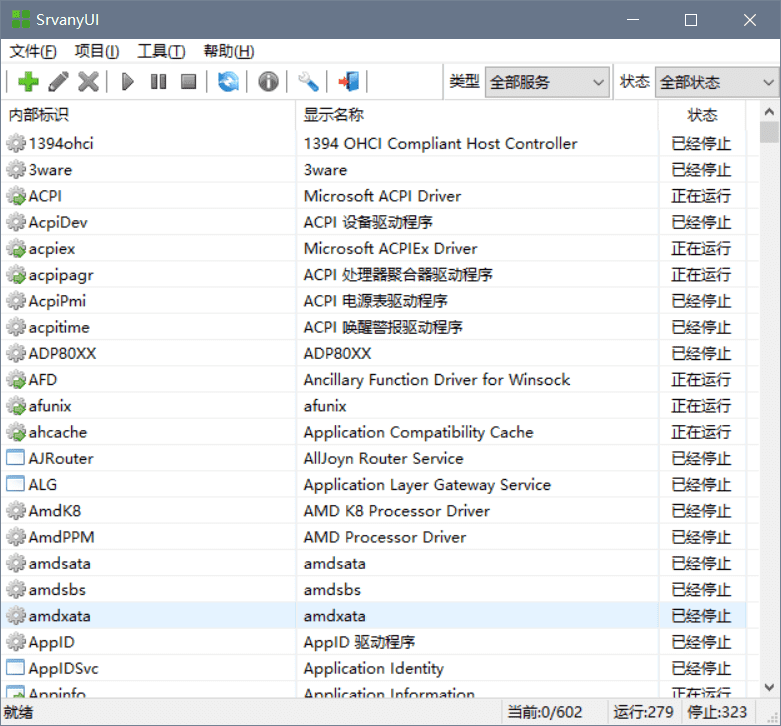 SrvanyUI
文件(F) 项目(I) 工具(T) 帮助(H)
类型 全部服务 状态 全部状态
内部标识 显示名称 状态
1394ohci 1394 OHCI Compliant Host Controller 已经停止
3ware 3ware 已经停止
ACPI Microsoft ACPI Driver 正在运行
AcpiDev ACPI 设备驱动程序 已经停止
acpiex Microsoft ACPIEx Driver 正在运行
acpipagr ACPI 处理器聚合器驱动程序 正在运行
AcpiPmi ACPI 电源表驱动程序 已经停止
acpitime ACPI 唤醒警报驱动程序 已经停止
ADP80XX ADP80XX 已经停止
AFD Ancillary Function Driver for Winsock 正在运行
afunix afunix 正在运行
ahcache Application Compatibility Cache 正在运行
AJRouter AllJoyn Router Service 已经停止
ALG Application Layer Gateway Service 已经停止
AmdK8 AMD K8 Processor Driver 已经停止
AmdPPM AMD Processor Driver 已经停止
amdsata amdsata 已经停止
amdsbs amdsbs 已经停止
amdxata amdxata 已经停止
AppID AppID 驱动程序 已经停止
AppIDSvc Application Identity 已经停止
Appinfo Application Information 正在运行
就绪 当前:0/602 运行:279 停止:323